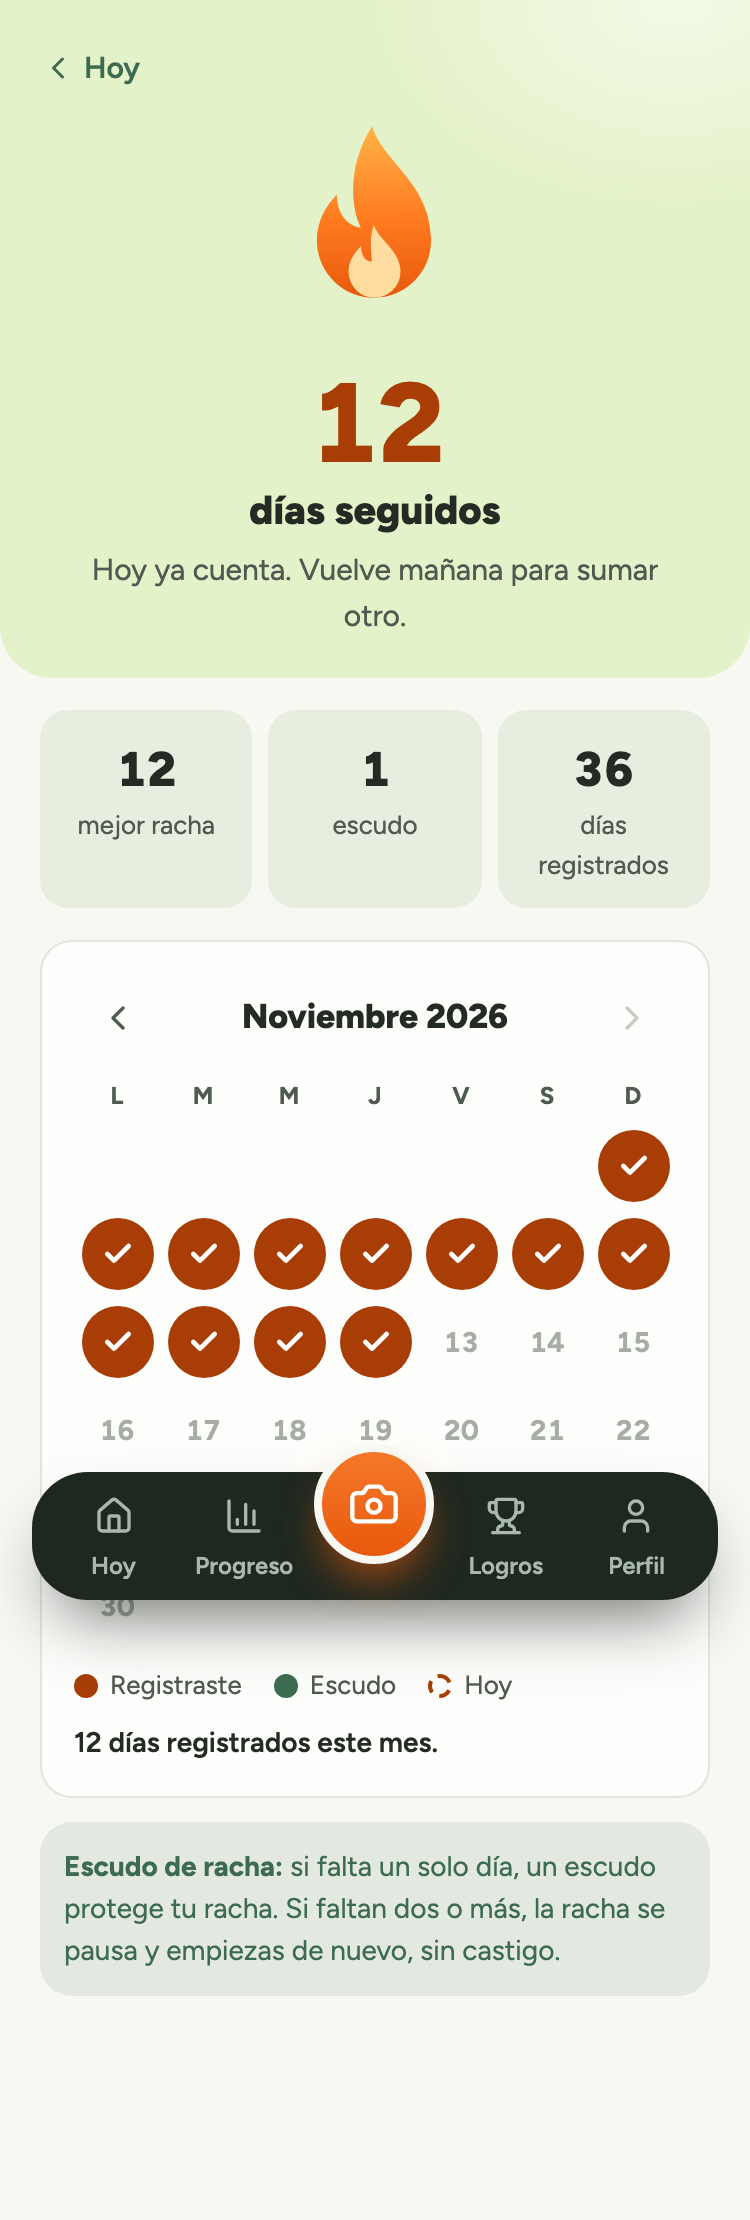 Hoy
12
días seguidos
Hoy ya cuenta. Vuelve mañana para sumar
otro.
12
mejor racha
1
escudo
36
días
registrados
Noviembre 2026
L M M J V S D
13 14 15
16 17 18 19 20 21 22
Hoy Progreso Logros Perfil
30
Registraste Escudo Hoy
12 días registrados este mes.
Escudo de racha: si falta un solo día, un escudo
protege tu racha. Si faltan dos o más, la racha se
pausa y empiezas de nuevo, sin castigo.